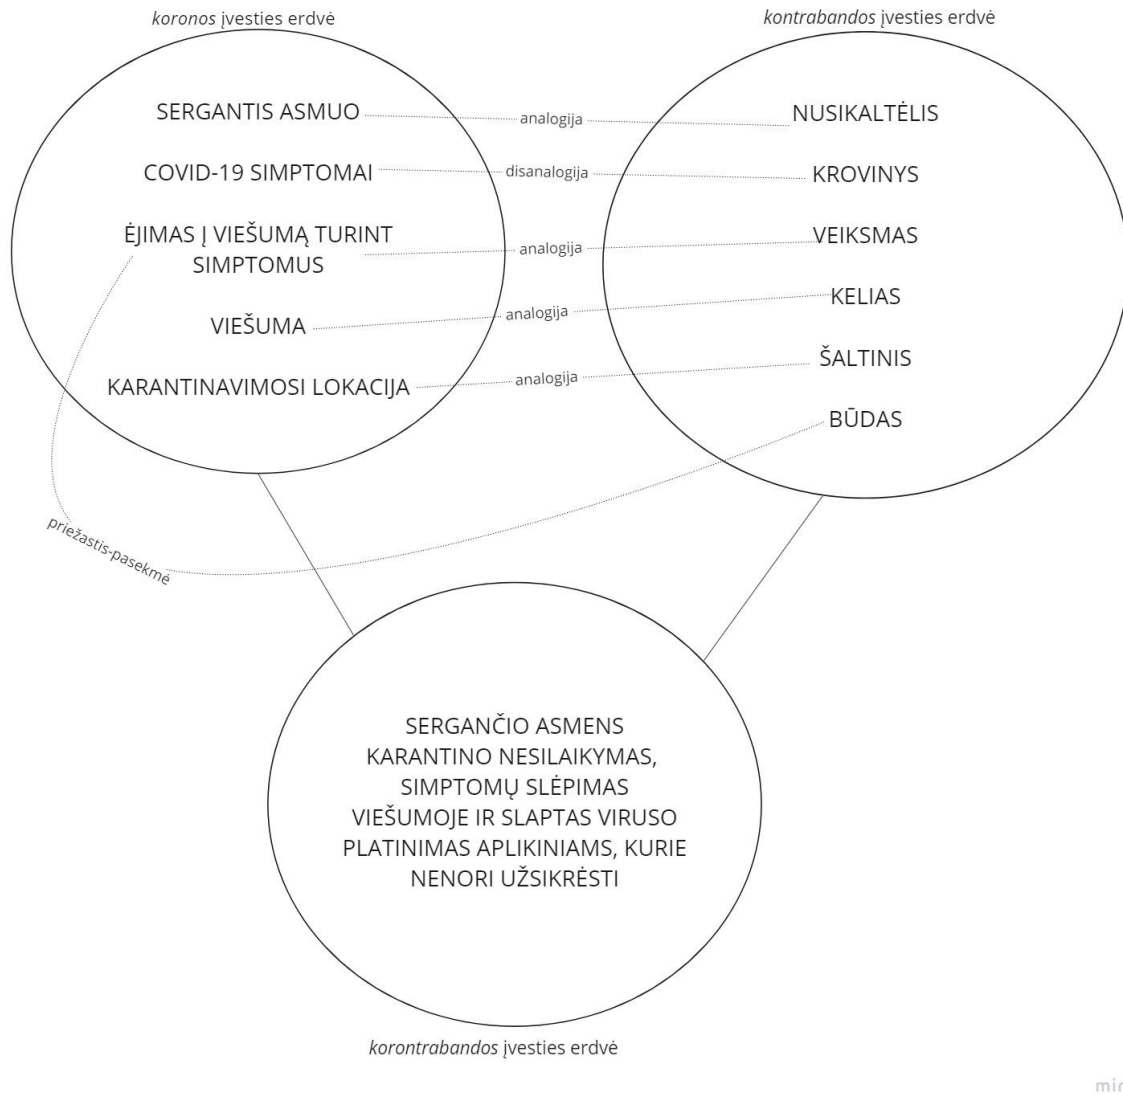 koronos įvesties erdvė
kontrabandos įvesties erdvė
SERGANTIS ASMUO
analogija
NUSIKALTĖLIS
COVID-19 SIMPTOMAI
disanalogija
KROVINYS
ĖJIMAS Į VIEŠUMĄ TURINT
SIMPTOMUS
analogija
VEIKSMAS
VIEŠUMA
analogija
KELIAS
KARANTINAVIMOSI LOKACIJA
analogija
ŠALTINIS
BŪDAS
priežastis-pasekmė
SERGANČIO ASMENS
KARANTINO NESILAIKYMAS,
SIMPTOMŲ SLĖPIMAS
VIEŠUMOJE IR SLAPTAS VIRUSO
PLATINIMAS APLIKINIAMS, KURIE
NENORI UŽSIKRĖSTI
korontrabandos įvesties erdvė